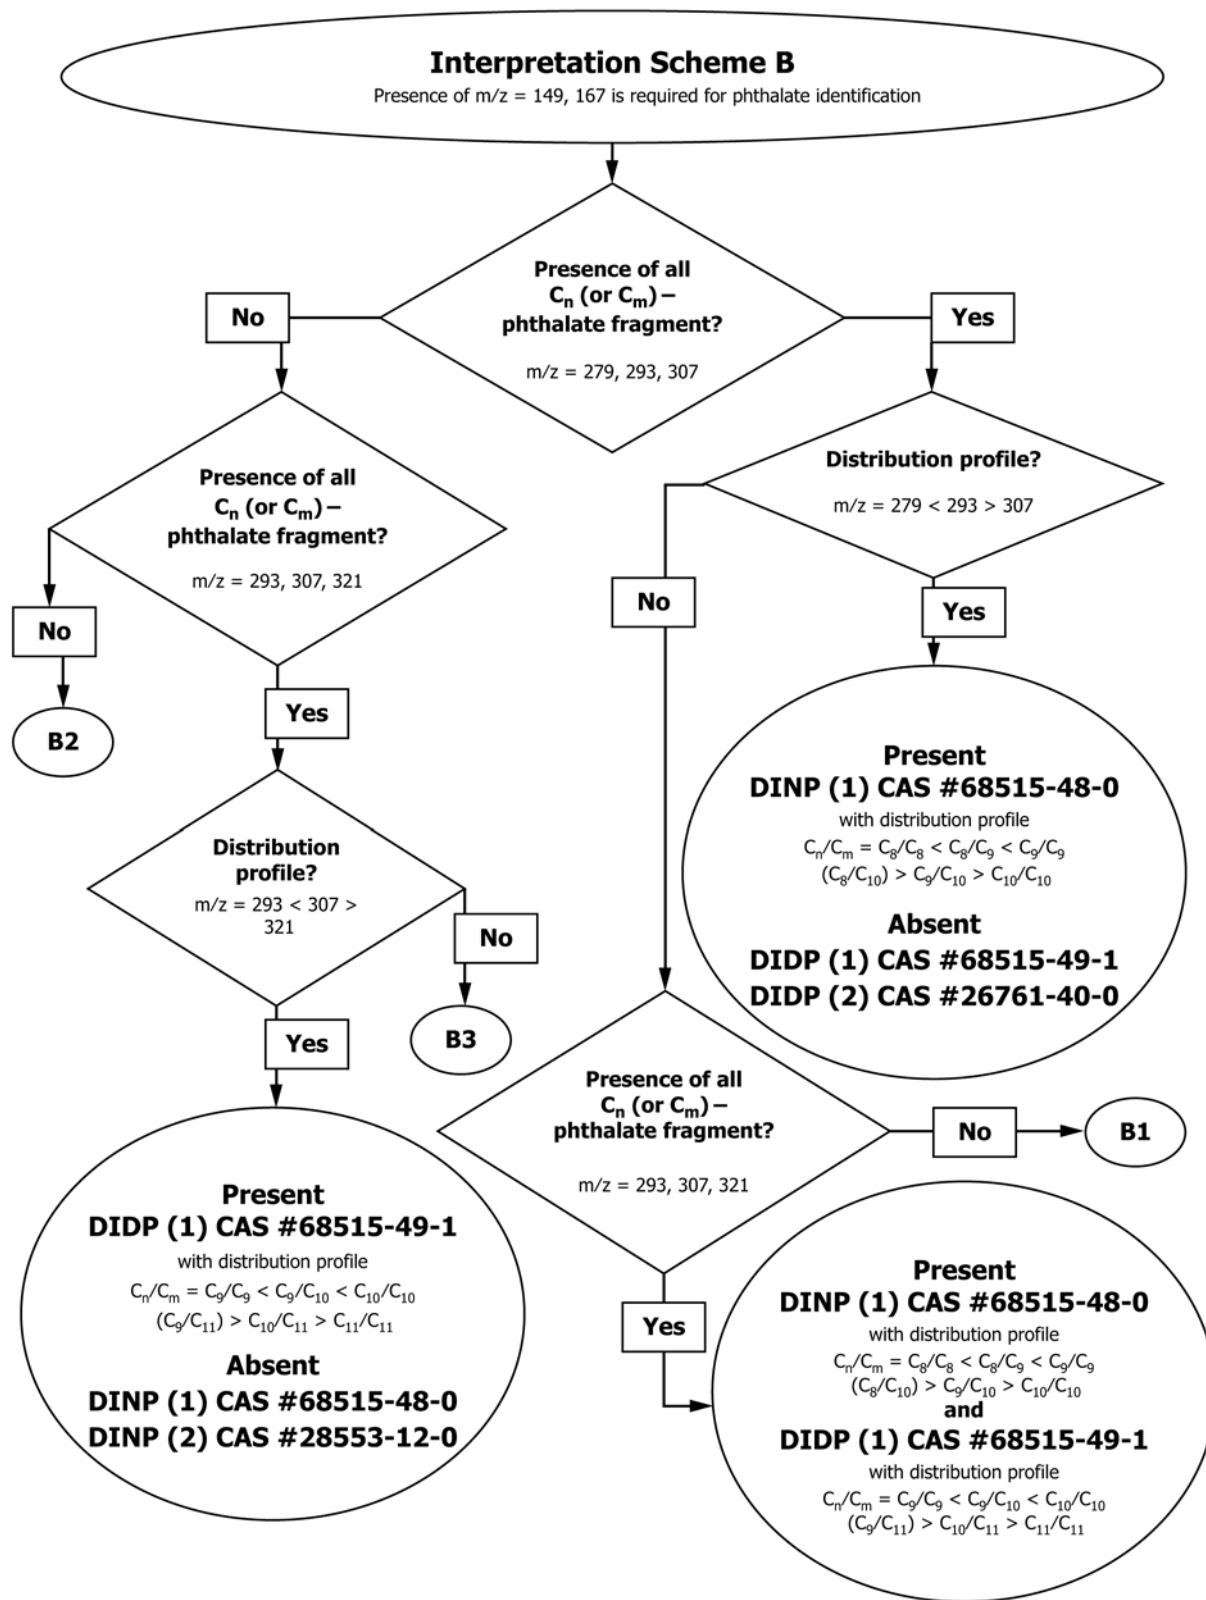 Interpretation Scheme B
Presence of m/z = 149, 167 is required for phthalate identification
Presence of all
Cₙ (or Cₘ) –
phthalate fragment?
m/z = 279, 293, 307
No
Yes
Presence of all
Cₙ (or Cₘ) –
phthalate fragment?
m/z = 293, 307, 321
Distribution profile?
m/z = 279 < 293 > 307
No
Yes
No
Yes
B2
Distribution
profile?
m/z = 293 < 307 >
321
No
Yes
B3
Present
DINP (1) CAS #68515-48-0
with distribution profile
Cₙ/Cₘ = C₈/C₈ < C₈/C₉ < C₉/C₉
(C₈/C₁₀) > C₉/C₁₀ > C₁₀/C₁₀
Absent
DIDP (1) CAS #68515-49-1
DIDP (2) CAS #26761-40-0
Presence of all
Cₙ (or Cₘ) –
phthalate fragment?
m/z = 293, 307, 321
No
B1
Yes
Present
DIDP (1) CAS #68515-49-1
with distribution profile
Cₙ/Cₘ = C₉/C₉ < C₉/C₁₀ < C₁₀/C₁₀
(C₉/C₁₁) > C₁₀/C₁₁ > C₁₁/C₁₁
Absent
DINP (1) CAS #68515-48-0
DINP (2) CAS #28553-12-0
Present
DINP (1) CAS #68515-48-0
with distribution profile
Cₙ/Cₘ = C₈/C₈ < C₈/C₉ < C₉/C₉
(C₈/C₁₀) > C₉/C₁₀ > C₁₀/C₁₀
and
DIDP (1) CAS #68515-49-1
with distribution profile
Cₙ/Cₘ = C₉/C₉ < C₉/C₁₀ < C₁₀/C₁₀
(C₉/C₁₁) > C₁₀/C₁₁ > C₁₁/C₁₁